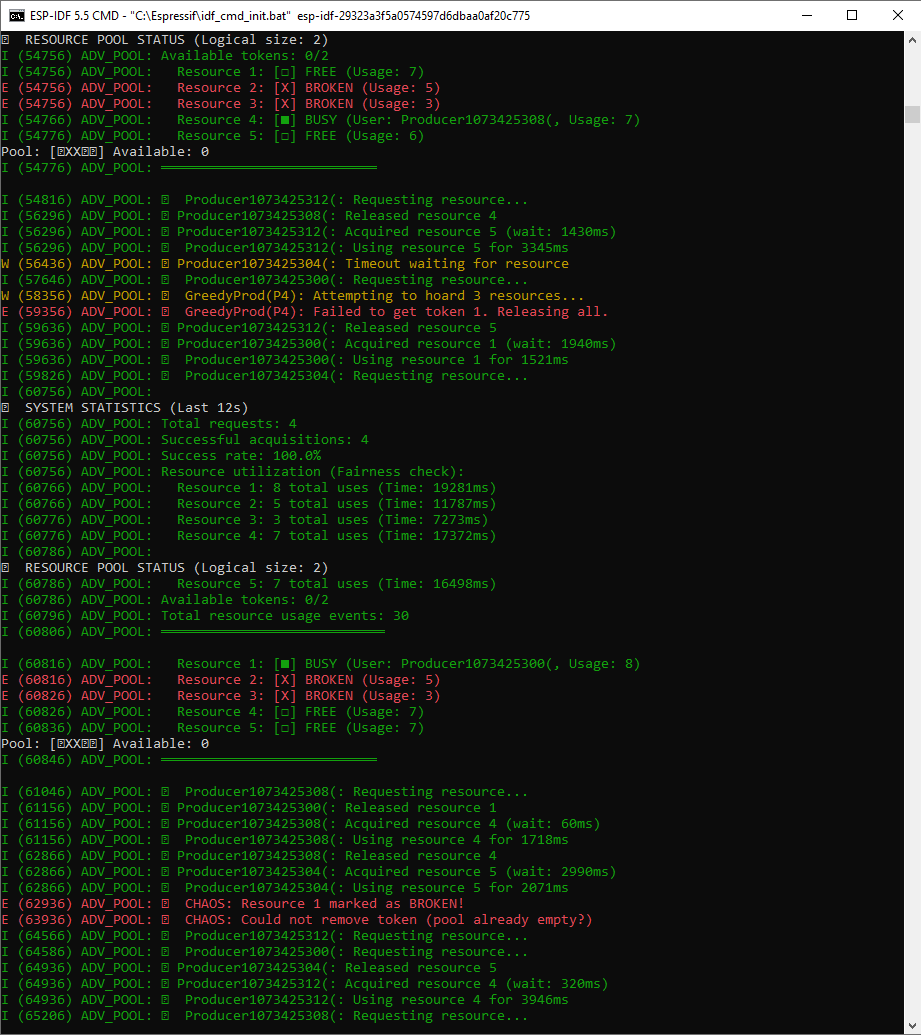 ESP-IDF 5.5 CMD - "C:\Espressif\idf_cmd_init.bat"  esp-idf-29323a3f5a0574597d6dbaa0af20c775
RESOURCE POOL STATUS (Logical size: 2)
I (54756) ADV_POOL: Available tokens: 0/2
I (54756) ADV_POOL:   Resource 1: [□] FREE (Usage: 7)
E (54756) ADV_POOL:   Resource 2: [X] BROKEN (Usage: 5)
E (54756) ADV_POOL:   Resource 3: [X] BROKEN (Usage: 3)
I (54766) ADV_POOL:   Resource 4: [■] BUSY (User: Producer1073425308(, Usage: 7)
I (54776) ADV_POOL:   Resource 5: [□] FREE (Usage: 6)
Pool: [⍰XX⍰⍰] Available: 0
I (54776) ADV_POOL: ═══════════════════════════
I (54816) ADV_POOL: ⍰  Producer1073425312(: Requesting resource...
I (56296) ADV_POOL: ⍰ Producer1073425308(: Released resource 4
I (56296) ADV_POOL: ⍰ Producer1073425312(: Acquired resource 5 (wait: 1430ms)
I (56296) ADV_POOL: ⍰  Producer1073425312(: Using resource 5 for 3345ms
W (56436) ADV_POOL: ⍰ Producer1073425304(: Timeout waiting for resource
I (57646) ADV_POOL: ⍰  Producer1073425300(: Requesting resource...
W (58356) ADV_POOL: ⍰  GreedyProd(P4): Attempting to hoard 3 resources...
E (59356) ADV_POOL: ⍰  GreedyProd(P4): Failed to get token 1. Releasing all.
I (59636) ADV_POOL: ⍰ Producer1073425312(: Released resource 5
I (59636) ADV_POOL: ⍰ Producer1073425300(: Acquired resource 1 (wait: 1940ms)
I (59636) ADV_POOL: ⍰  Producer1073425300(: Using resource 1 for 1521ms
I (59826) ADV_POOL: ⍰  Producer1073425304(: Requesting resource...
I (60756) ADV_POOL:
⍰  SYSTEM STATISTICS (Last 12s)
I (60756) ADV_POOL: Total requests: 4
I (60756) ADV_POOL: Successful acquisitions: 4
I (60756) ADV_POOL: Success rate: 100.0%
I (60756) ADV_POOL: Resource utilization (Fairness check):
I (60766) ADV_POOL:   Resource 1: 8 total uses (Time: 19281ms)
I (60766) ADV_POOL:   Resource 2: 5 total uses (Time: 11787ms)
I (60776) ADV_POOL:   Resource 3: 3 total uses (Time: 7273ms)
I (60776) ADV_POOL:   Resource 4: 7 total uses (Time: 17372ms)
I (60786) ADV_POOL:
⍰  RESOURCE POOL STATUS (Logical size: 2)
I (60786) ADV_POOL:   Resource 5: 7 total uses (Time: 16498ms)
I (60786) ADV_POOL: Available tokens: 0/2
I (60796) ADV_POOL: Total resource usage events: 30
I (60806) ADV_POOL: ════════════════════════════
I (60816) ADV_POOL:   Resource 1: [■] BUSY (User: Producer1073425300(, Usage: 8)
E (60816) ADV_POOL:   Resource 2: [X] BROKEN (Usage: 5)
E (60826) ADV_POOL:   Resource 3: [X] BROKEN (Usage: 3)
I (60826) ADV_POOL:   Resource 4: [□] FREE (Usage: 7)
I (60836) ADV_POOL:   Resource 5: [□] FREE (Usage: 7)
Pool: [⍰XX⍰⍰] Available: 0
I (60846) ADV_POOL: ═══════════════════════════
I (61046) ADV_POOL: ⍰  Producer1073425308(: Requesting resource...
I (61156) ADV_POOL: ⍰ Producer1073425300(: Released resource 1
I (61156) ADV_POOL: ⍰ Producer1073425308(: Acquired resource 4 (wait: 60ms)
I (61156) ADV_POOL: ⍰  Producer1073425308(: Using resource 4 for 1718ms
I (62866) ADV_POOL: ⍰ Producer1073425308(: Released resource 4
I (62866) ADV_POOL: ⍰ Producer1073425304(: Acquired resource 5 (wait: 2990ms)
I (62866) ADV_POOL: ⍰  Producer1073425304(: Using resource 5 for 2071ms
E (62936) ADV_POOL: ⍰  CHAOS: Resource 1 marked as BROKEN!
E (63936) ADV_POOL: ⍰  CHAOS: Could not remove token (pool already empty?)
I (64566) ADV_POOL: ⍰  Producer1073425312(: Requesting resource...
I (64586) ADV_POOL: ⍰  Producer1073425300(: Requesting resource...
I (64936) ADV_POOL: ⍰ Producer1073425304(: Released resource 5
I (64936) ADV_POOL: ⍰ Producer1073425312(: Acquired resource 4 (wait: 320ms)
I (64936) ADV_POOL: ⍰  Producer1073425312(: Using resource 4 for 3946ms
I (65206) ADV_POOL: ⍰  Producer1073425308(: Requesting resource...